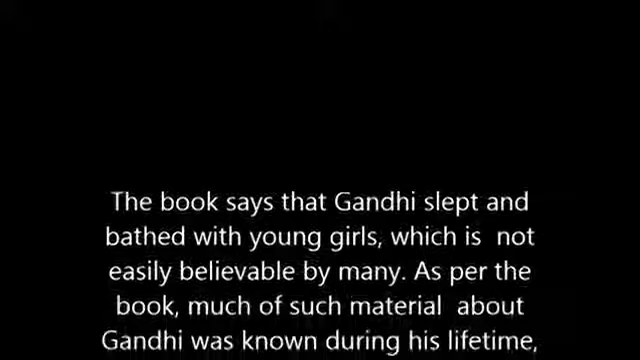 The book says that Gandhi slept and
bathed with young girls, which is not
easily believable by many. As per the
book, much of such material about
Gandhi was known during his lifetime,